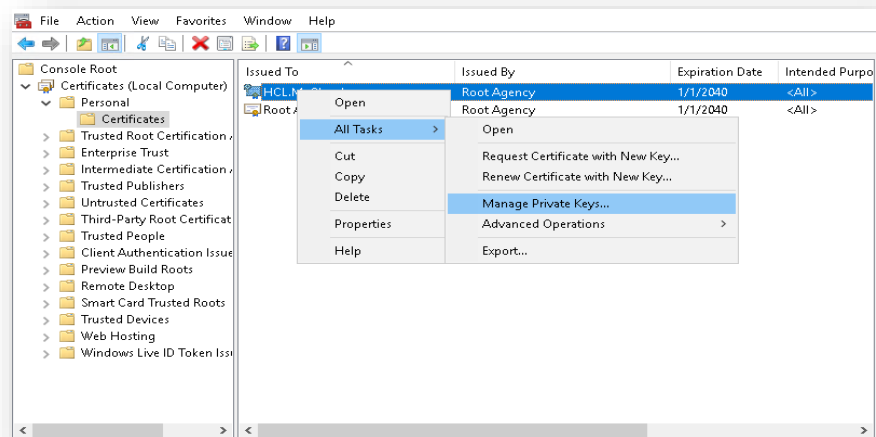 File Action View Favorites Window Help
Console Root
Certificates (Local Computer)
Personal
Certificates
Trusted Root Certification
Enterprise Trust
Intermediate Certification
Trusted Publishers
Untrusted Certificates
Third-Party Root Certificat
Trusted People
Client Authentication Issue
Preview Build Roots
Remote Desktop
Smart Card Trusted Roots
Trusted Devices
Web Hosting
Windows Live ID Token Issu
Issued To Issued By Expiration Date Intended Purpo
Root Agency 1/1/2040 <All>
Root Root Agency 1/1/2040 <All>
Open
All Tasks
Cut
Copy
Delete
Properties
Help
Open
Request Certificate with New Key...
Renew Certificate with New Key...
Manage Private Keys...
Advanced Operations
Export...